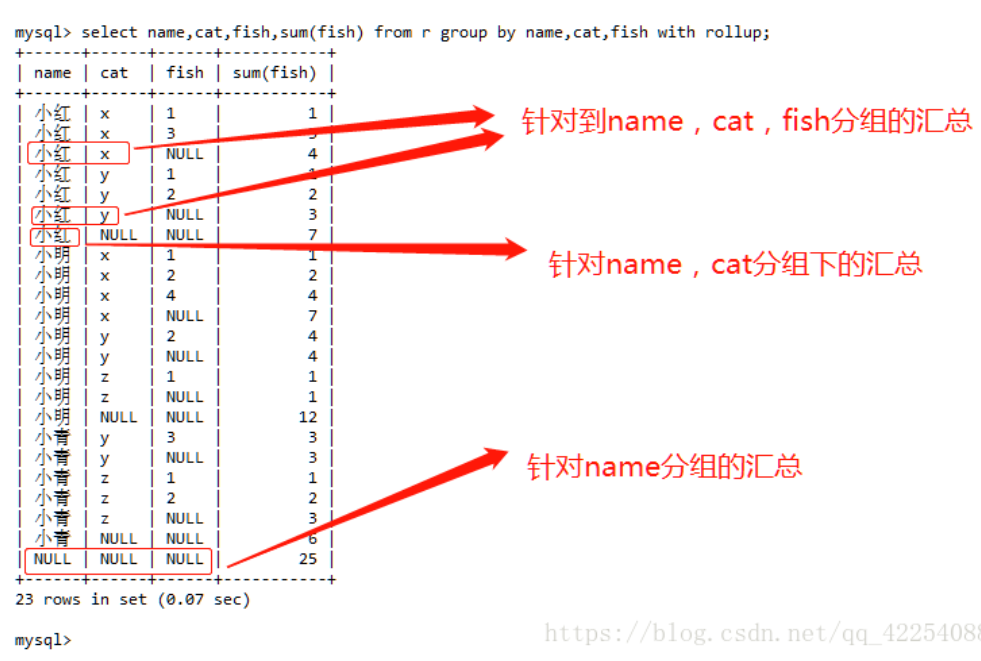 mysql> select name,cat,fish,sum(fish) from r group by name,cat,fish with rollup;
+------+------+------+-----------+
| name | cat | fish | sum(fish) |
+------+------+------+-----------+
| 小红 | x | 1 | 1 |
| 小红 | x | 3 | 3 |
| 小红 | x | NULL | 4 |
| 小红 | y | 1 | 1 |
| 小红 | y | 2 | 2 |
| 小红 | y | NULL | 3 |
| 小红 | NULL | NULL | 7 |
| 小明 | x | 1 | 1 |
| 小明 | x | 2 | 2 |
| 小明 | x | 4 | 4 |
| 小明 | x | NULL | 7 |
| 小明 | y | 2 | 4 |
| 小明 | y | NULL | 4 |
| 小明 | z | 1 | 1 |
| 小明 | z | NULL | 1 |
| 小明 | NULL | NULL | 12 |
| 小青 | y | 3 | 3 |
| 小青 | y | NULL | 3 |
| 小青 | z | 1 | 1 |
| 小青 | z | 2 | 2 |
| 小青 | z | NULL | 3 |
| 小青 | NULL | NULL | 6 |
| NULL | NULL | NULL | 25 |
+------+------+------+-----------+
23 rows in set (0.07 sec)
mysql>
针对到name，cat，fish分组的汇总
针对name，cat分组下的汇总
针对name分组的汇总
https://blog.csdn.net/qq_42254088